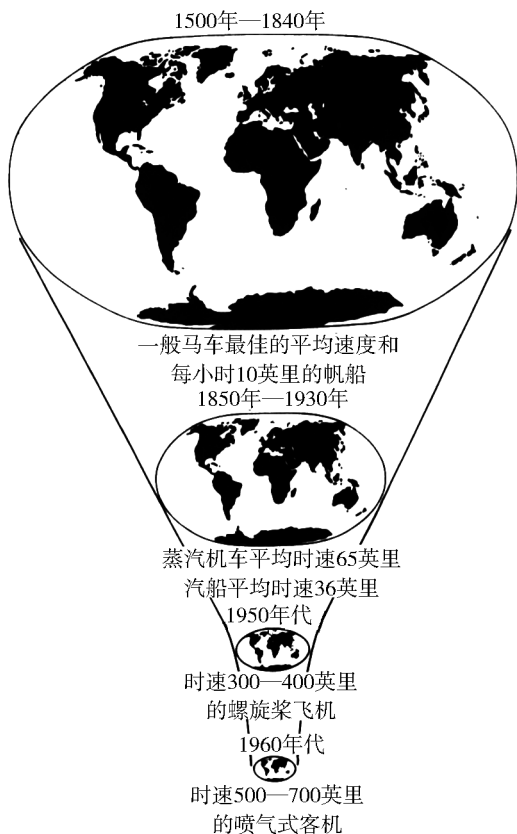 1500年—1840年
一般马车最佳的平均速度和
每小时10英里的帆船
1850年—1930年
蒸汽机车平均时速65英里
汽船平均时速36英里
1950年代
时速300—400英里
的螺旋桨飞机
1960年代
时速500—700英里
的喷气式客机